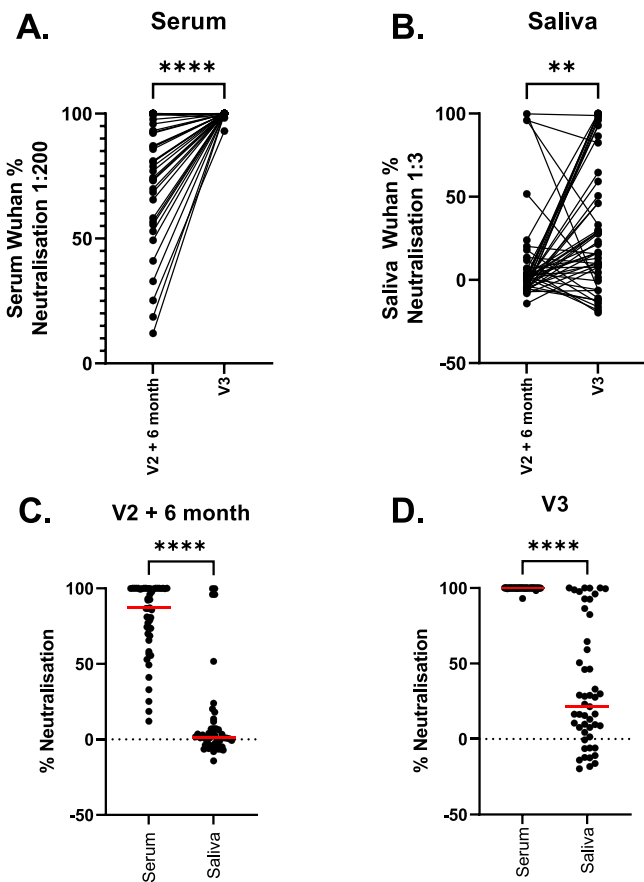 A.
Serum
****
Serum Wuhan %
Neutralisation 1:200
100
50
0
V2 + 6 month
V3
B.
Saliva
**
Saliva Wuhan %
Neutralisation 1:3
100
50
0
-50
V2 + 6 month
V3
C.
V2 + 6 month
****
% Neutralisation
100
50
0
-50
Serum
Saliva
D.
V3
****
% Neutralisation
100
50
0
-50
Serum
Saliva